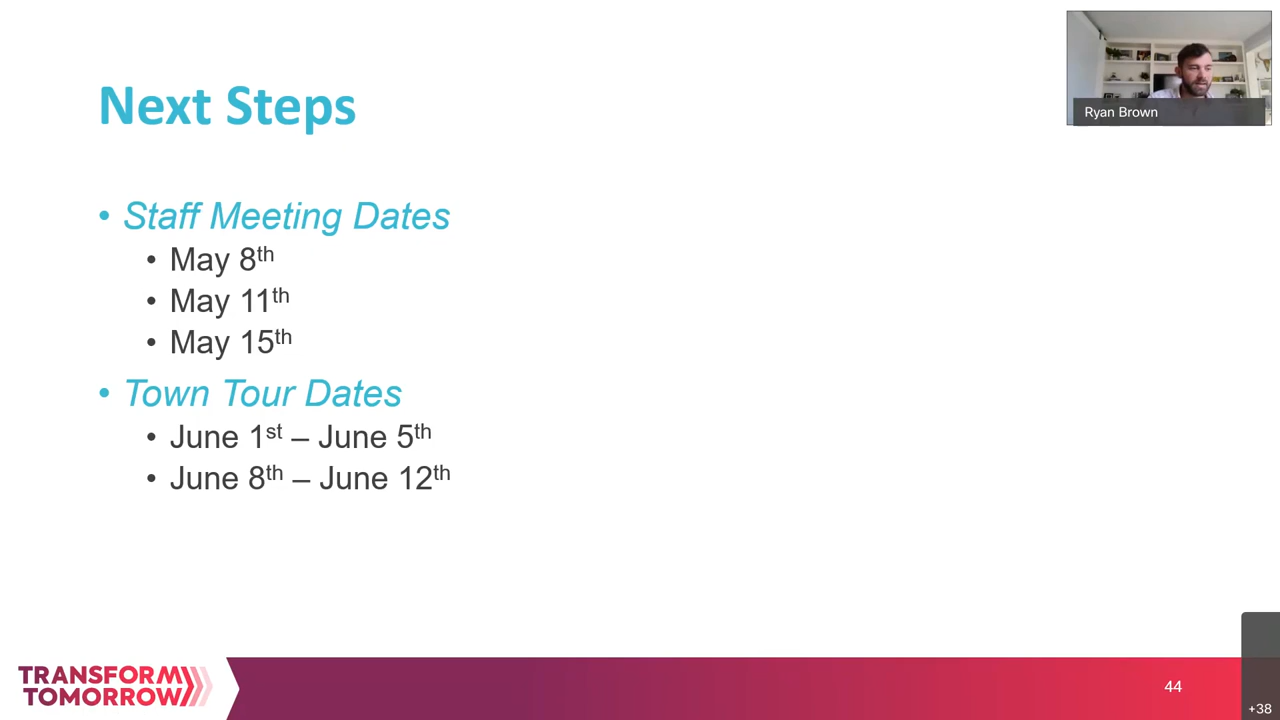 Ryan Brown
Next Steps
• Staff Meeting Dates
• May 8th
• May 11th
• May 15th
• Town Tour Dates
• June 1st – June 5th
• June 8th – June 12th
TRANSFORM
TOMORROW
44
+38